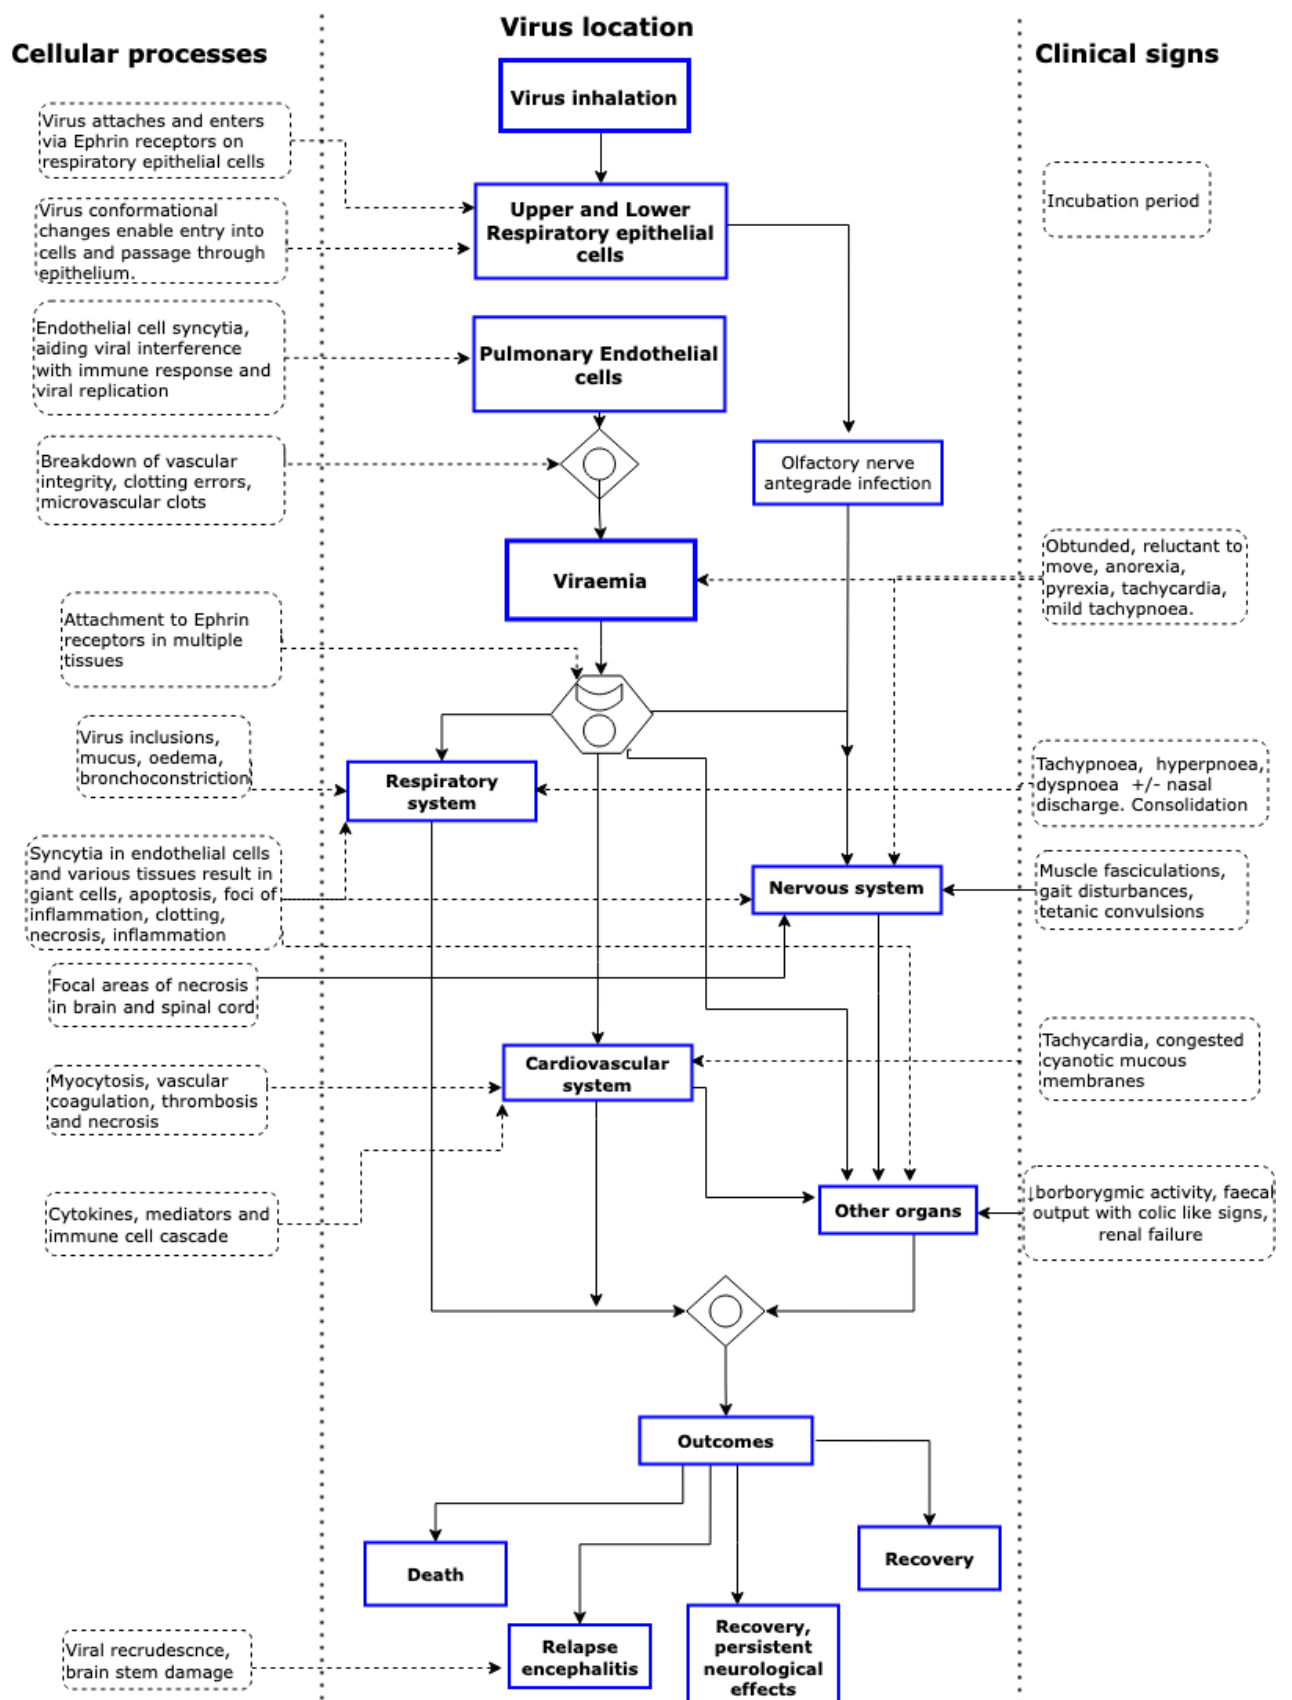 Virus location
Cellular processes
Clinical signs
Virus inhalation
Virus attaches and enters
via Ephrin receptors on
respiratory epithelial cells
Incubation period
Virus conformational
changes enable entry into
cells and passage through
epithelium.
Upper and Lower
Respiratory epithelial
cells
Endothelial cell syncytia,
aiding viral interference
with immune response and
viral replication
Pulmonary Endothelial
cells
Breakdown of vascular
integrity, clotting errors,
microvascular clots
Olfactory nerve
antegrade infection
Viraemia
Obtunded, reluctant to
move, anorexia,
pyrexia, tachycardia,
mild tachypnoea.
Attachment to Ephrin
receptors in multiple
tissues
Virus inclusions,
mucus, oedema,
bronchoconstriction
Respiratory
system
Tachypnoea, hyperpnoea,
dyspnoea +/- nasal
discharge. Consolidation
Syncytia in endothelial cells
and various tissues result in
giant cells, apoptosis, foci of
inflammation, clotting,
necrosis, inflammation
Nervous system
Muscle fasciculations,
gait disturbances,
tetanic convulsions
Focal areas of necrosis
in brain and spinal cord
Cardiovascular
system
Tachycardia, congested
cyanotic mucous
membranes
Myocytosis, vascular
coagulation, thrombosis
and necrosis
Cytokines, mediators and
immune cell cascade
Other organs
↓borborygmic activity, faecal
output with colic like signs,
renal failure
Outcomes
Death
Recovery
Relapse
encephalitis
Recovery,
persistent
neurological
effects
Viral recrudescnce,
brain stem damage